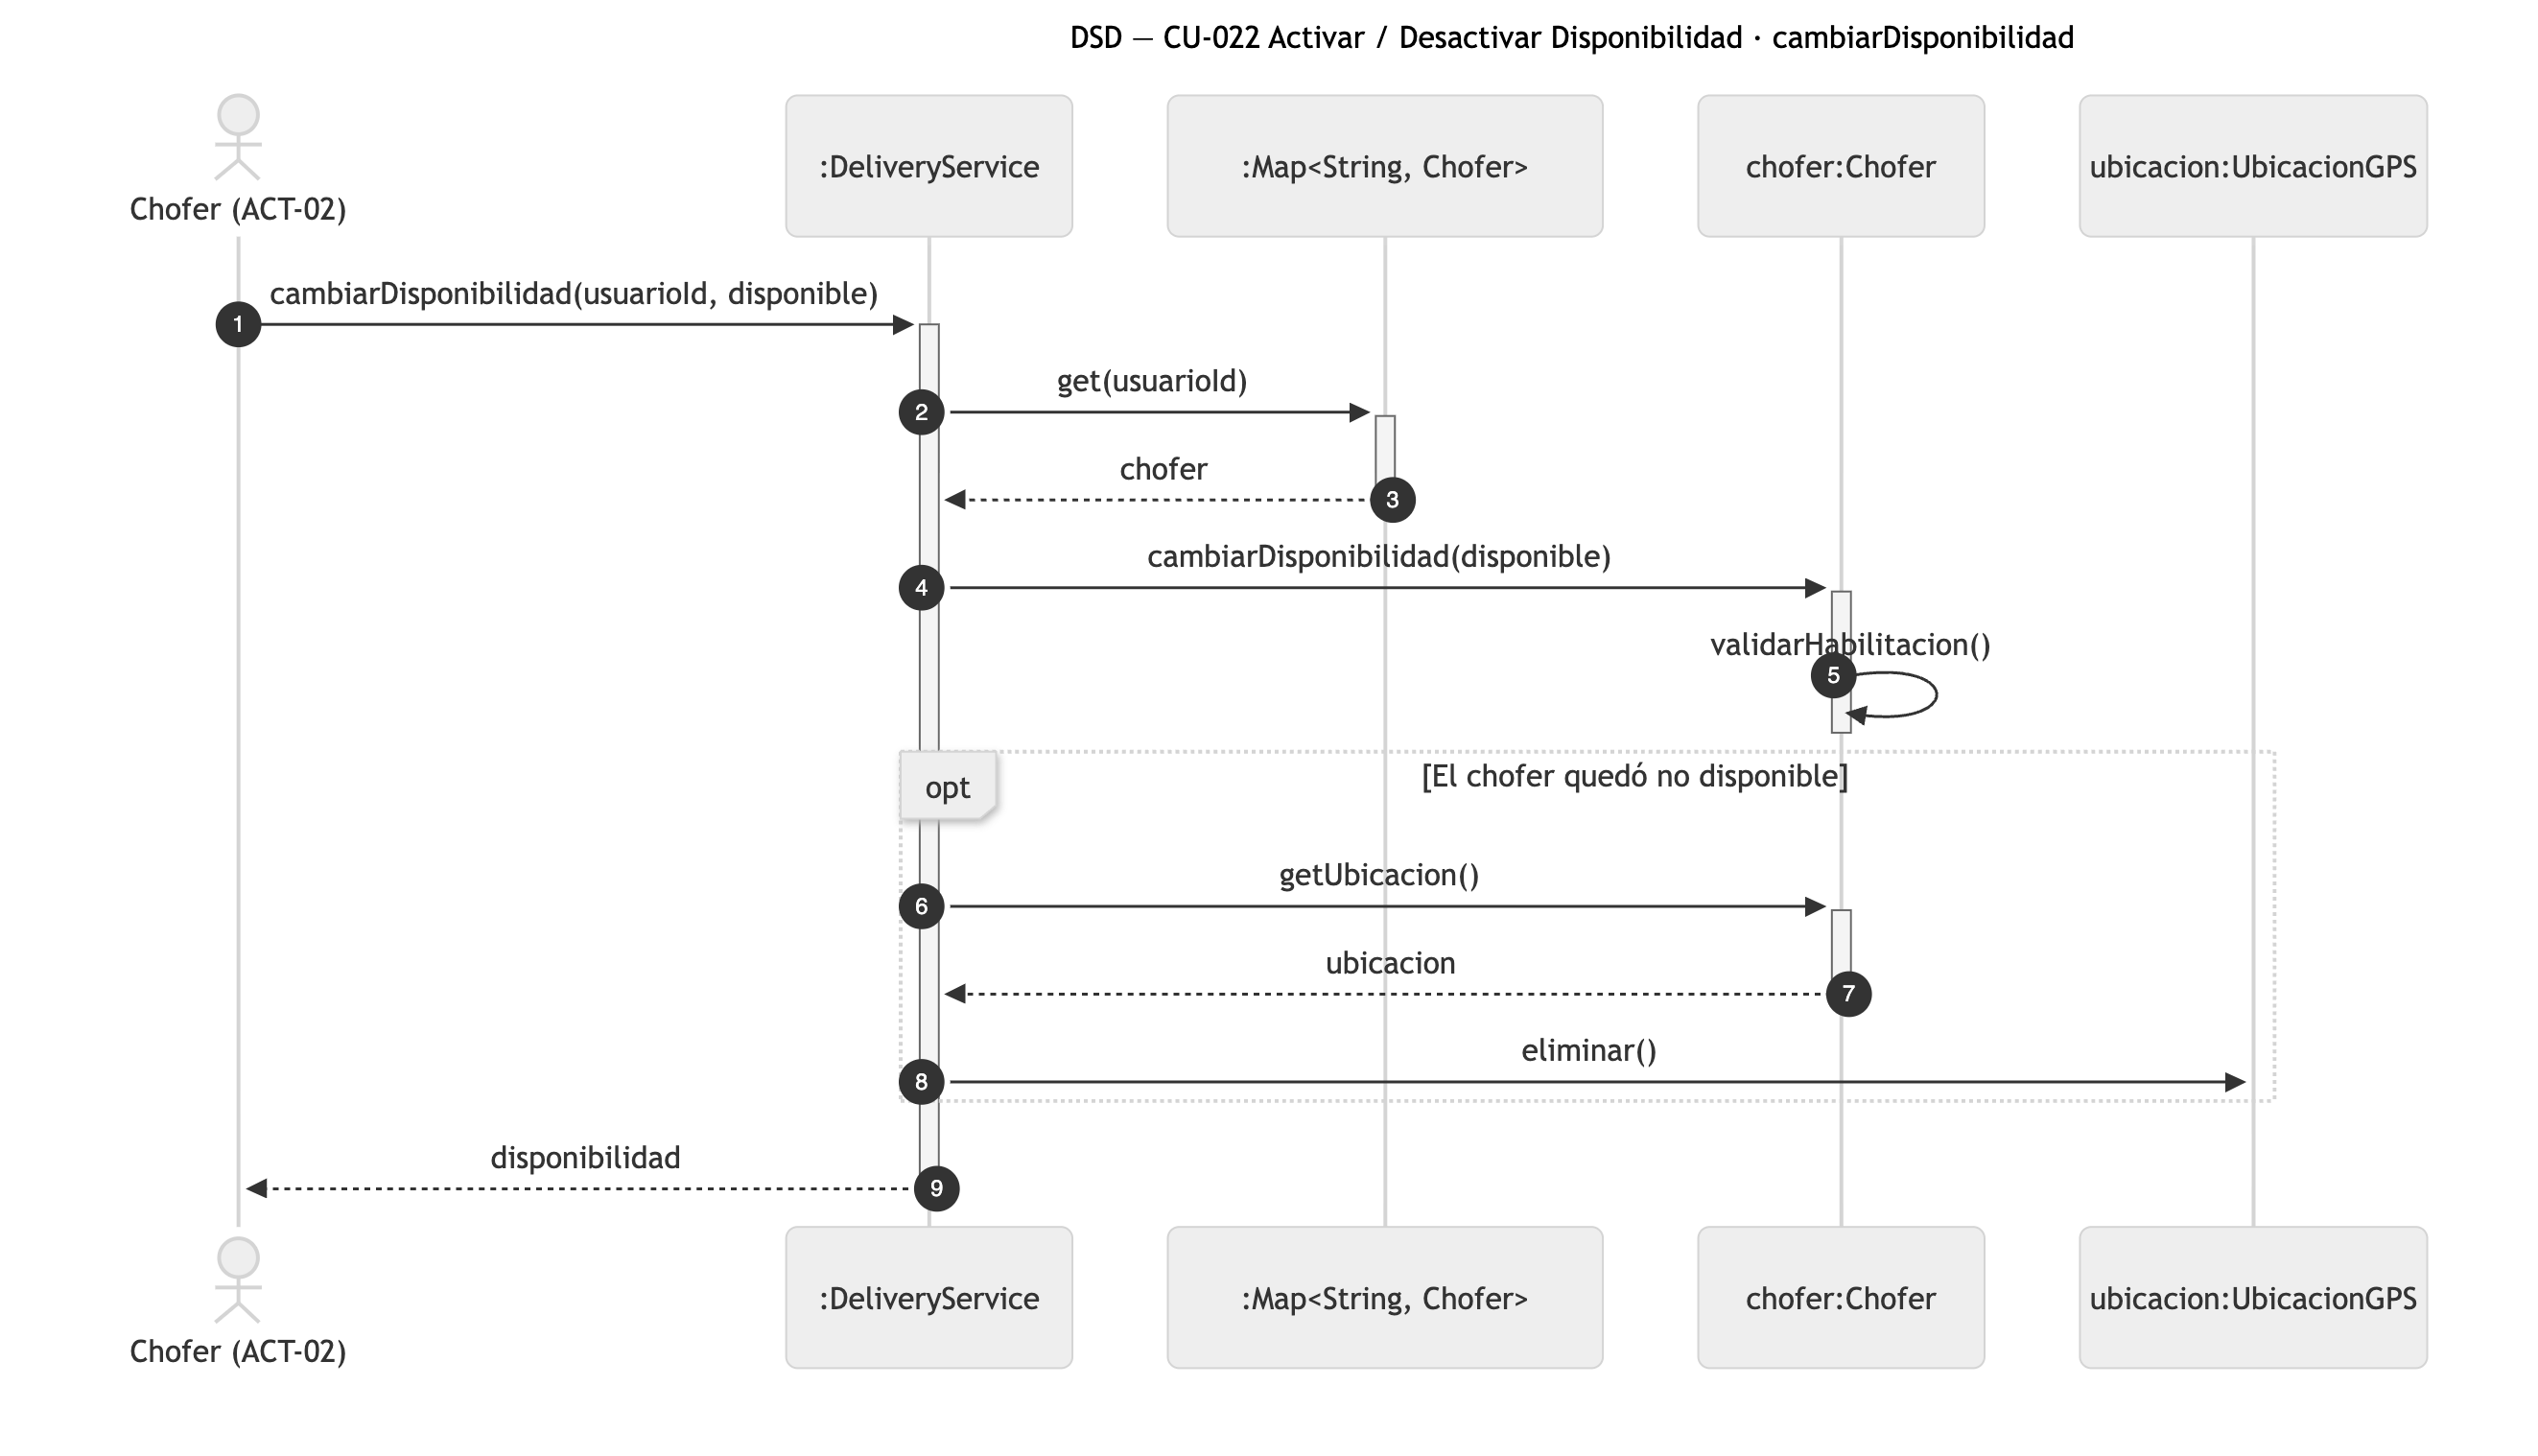 DSD — CU-022 Activar / Desactivar Disponibilidad · cambiarDisponibilidad
Chofer (ACT-02)
:DeliveryService
:Map<String, Chofer>
chofer:Chofer
ubicacion:UbicacionGPS
cambiarDisponibilidad(usuarioId, disponible)
1
get(usuarioId)
2
chofer
3
cambiarDisponibilidad(disponible)
4
validarHabilitacion()
5
opt
[El chofer quedó no disponible]
getUbicacion()
6
ubicacion
7
eliminar()
8
disponibilidad
9
:DeliveryService
:Map<String, Chofer>
chofer:Chofer
ubicacion:UbicacionGPS
Chofer (ACT-02)